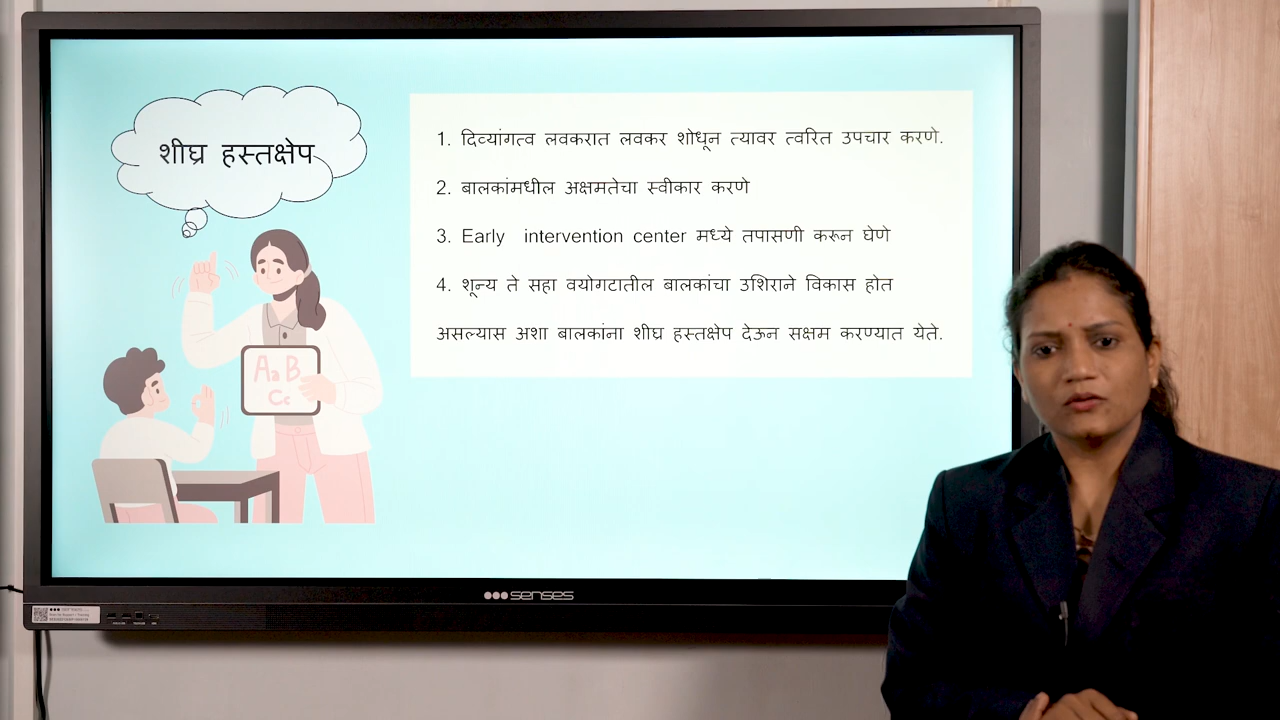 शीघ्र हस्तक्षेप
1. दिव्यांगत्व लवकरात लवकर शोधून त्यावर त्वरित उपचार करणे.
2. बालकांमधील अक्षमतेचा स्वीकार करणे
3. Early intervention center मध्ये तपासणी करून घेणे
4. शून्य ते सहा वयोगटातील बालकांचा उशिराने विकास होत
असल्यास अशा बालकांना शीघ्र हस्तक्षेप देऊन सक्षम करण्यात येते.
Aa B
Cc
senses